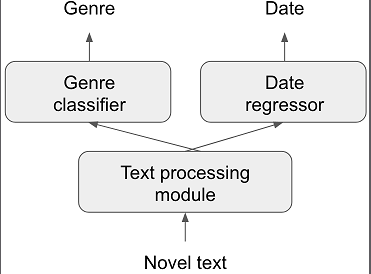 Genre
Date
Genre
classifier
Date
regressor
Text processing
module
Novel text